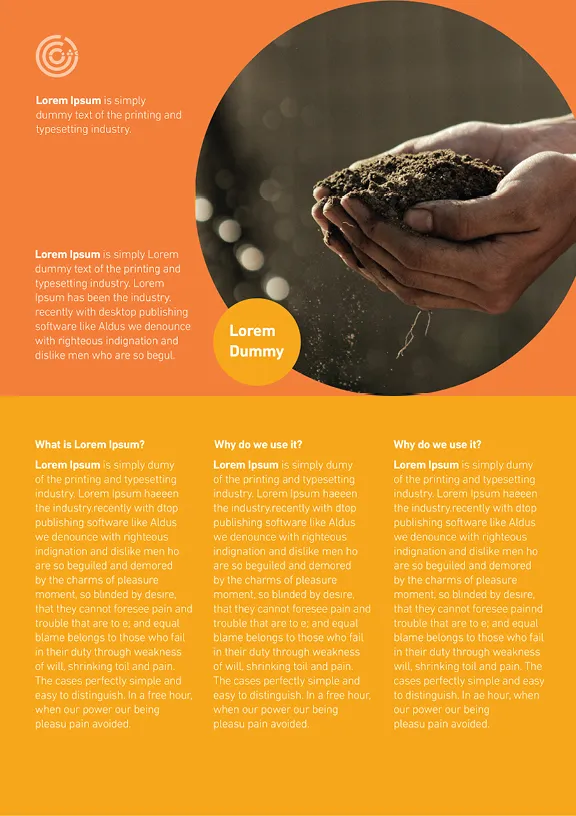 Lorem Ipsum is simply
dummy text of the printing and
typesetting industry.
Lorem Ipsum is simply Lorem
dummy text of the printing and
typesetting industry. Lorem
Ipsum has been the industry.
recently with desktop publishing
software like Aldus we denounce
with righteous indignation and
dislike men who are so begui.
Lorem
Dummy
What is Lorem Ipsum?
Lorem Ipsum is simply dumy
of the printing and typesetting
industry. Lorem Ipsum haeeen
the industry.recently with dtop
publishing software like Aldus
we denounce with righteous
indignation and dislike men ho
are so beguiled and demored
by the charms of pleasure
moment, so blinded by desire,
that they cannot foresee pain and
trouble that are to e; and equal
blame belongs to those who fail
in their duty through weakness
of will, shrinking toil and pain.
The cases perfectly simple and
easy to distinguish. In a free hour,
when our power our being
pleasu pain avoided.
Why do we use it?
Lorem Ipsum is simply dumy
of the printing and typesetting
industry. Lorem Ipsum haeeen
the industry.recently with dtop
publishing software like Aldus
we denounce with righteous
indignation and dislike men ho
are so beguiled and demored
by the charms of pleasure
moment, so blinded by desire,
that they cannot foresee pain and
trouble that are to e; and equal
blame belongs to those who fail
in their duty through weakness
of will, shrinking toil and pain.
The cases perfectly simple and
easy to distinguish. In a free hour,
when our power our being
pleasu pain avoided.
Why do we use it?
Lorem Ipsum is simply dumy
of the printing and typesetting
industry. Lorem Ipsum haeeen
the industry.recently with dtop
publishing software like Aldus
we denounce with righteous
indignation and dislike men ho
are so beguiled and demored
by the charms of pleasure
moment, so blinded by desire,
that they cannot foresee painnd
trouble that are to e; and equal
blame belongs to those who fail
in their duty through weakness
of will, shrinking toil and pain. The
cases perfectly simple and easy
to distinguish. In ae hour, when
our power our being
pleasu pain avoided.